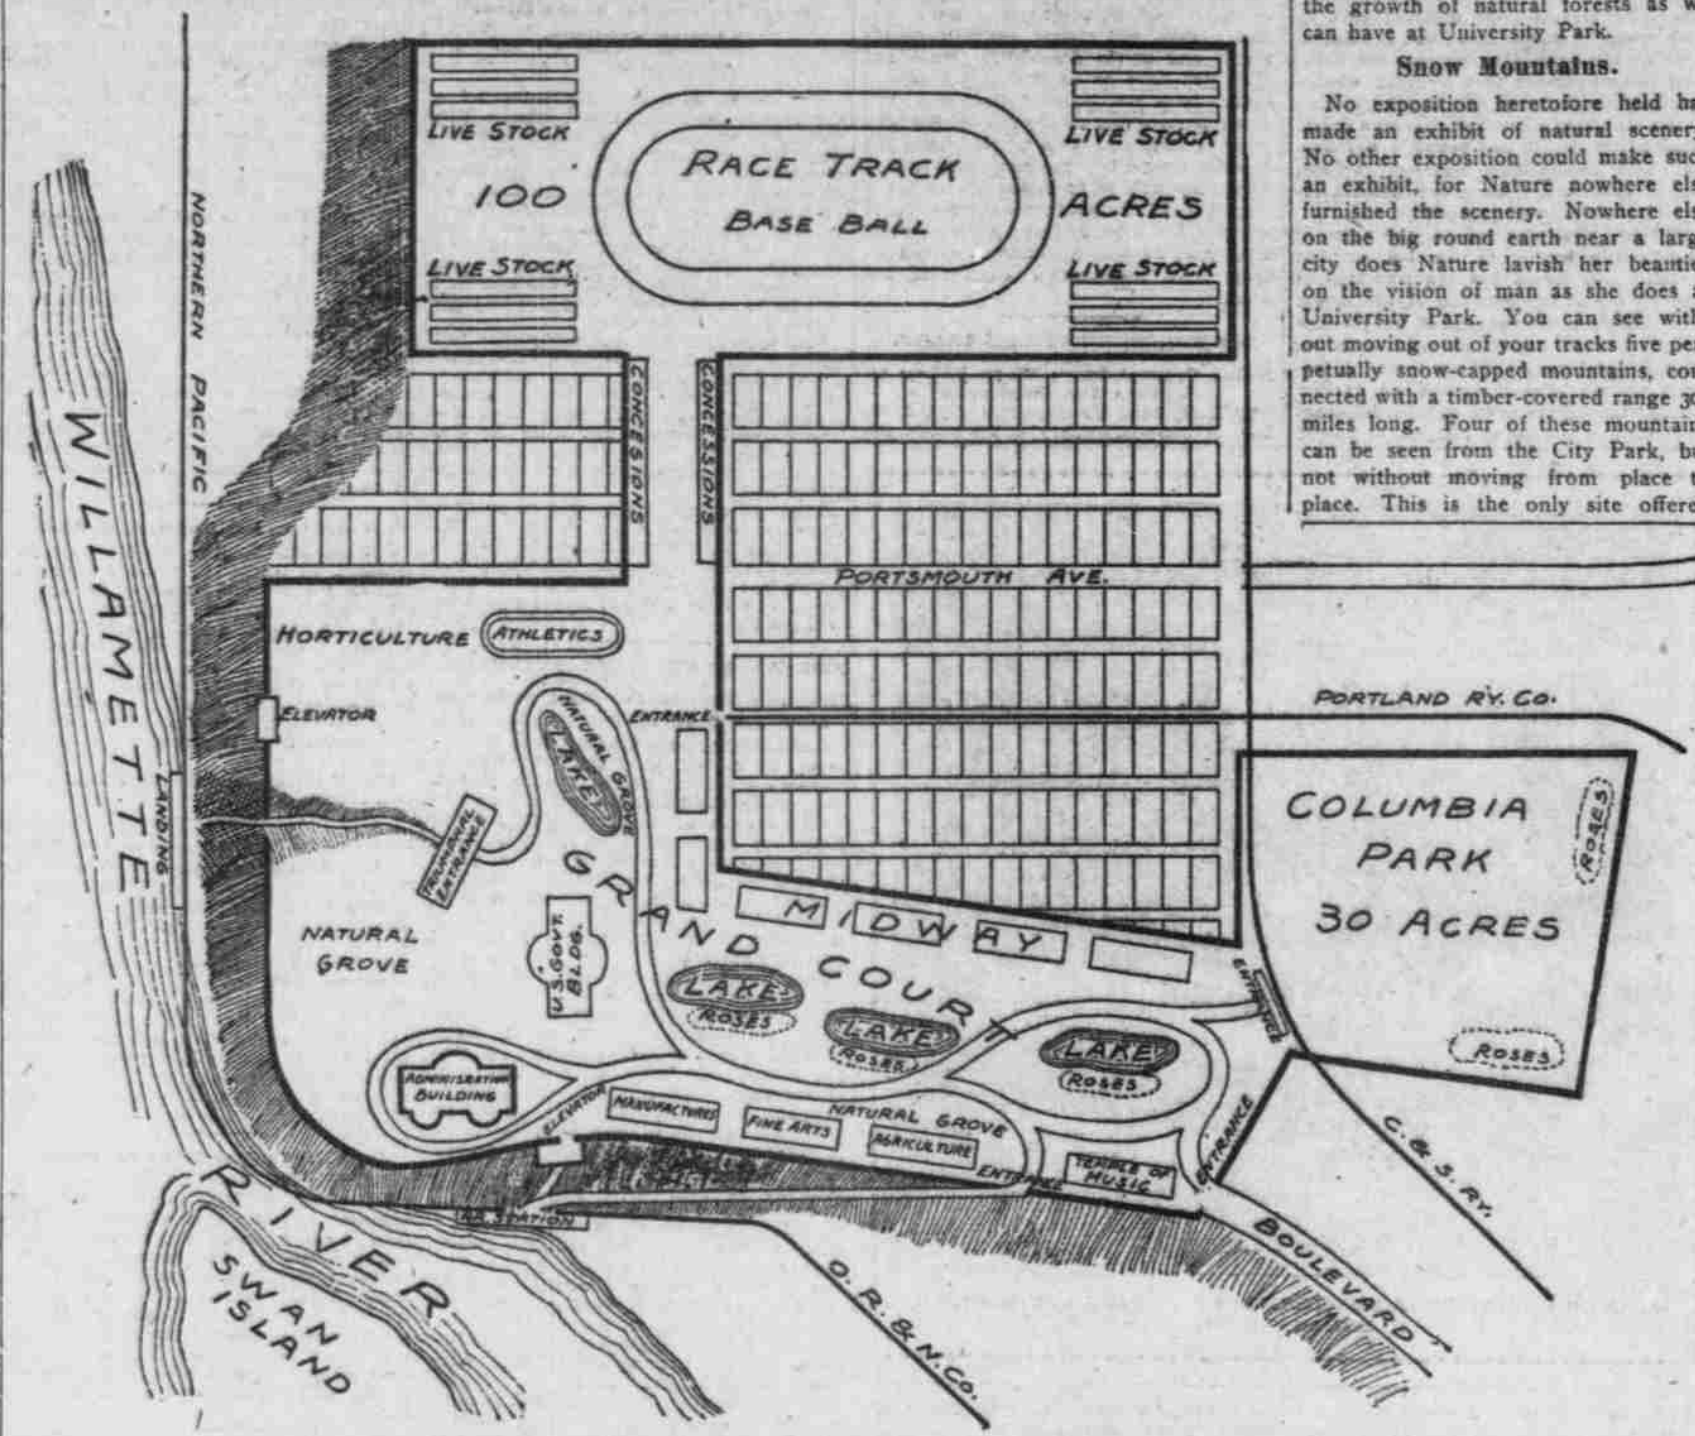 the growth of natural forests as w
can have at University Park.
Snow Mountains.
No exposition heretofore held ha
made an exhibit of natural scener
No other exposition could make suc
an exhibit, for Nature nowhere els
furnished the scenery. Nowhere els
on the big round earth near a larg
city does Nature lavish her beautie
on the vision of man as she does a
University Park. You can see with
out moving out of your tracks five per
petually snow-capped mountains, con
nected with a timber-covered range 30
miles long. Four of these mountain
can be seen from the City Park, bu
not without moving from place t
place. This is the only site offere
LIVE STOCK
LIVE STOCK
RACE TRACK
BASE BALL
100
ACRES
LIVE STOCK
LIVE STOCK
NORTHERN PACIFIC
CONCESSIONS
CONCESSIONS
WILLAMETTE
PORTSMOUTH AVE.
HORTICULTURE
ATHLETICS
ELEVATOR
NATURAL GROVE
LAKE
ENTRANCE
PORTLAND RY. CO.
LANDING
TRIUMPHAL
ENTRANCE
COLUMBIA
PARK
30 ACRES
ROSES
ROSES
GRAND COURT
MIDWAY
NATURAL
GROVE
U.S. GOVT.
BLDG.
LAKE
ROSES
LAKE
ROSES
LAKE
ROSES
ENTRANCE
ADMINISTRATION
BUILDING
ELEVATOR
MANUFACTURES
FINE ARTS
NATURAL GROVE
AGRICULTURE
ENTRANCE
TEMPLE OF
MUSIC
ENTRANCE
C. & S. RY.
RR. STATION
BOULEVARD
RIVER
SWAN
ISLAND
O. R. & N. CO.